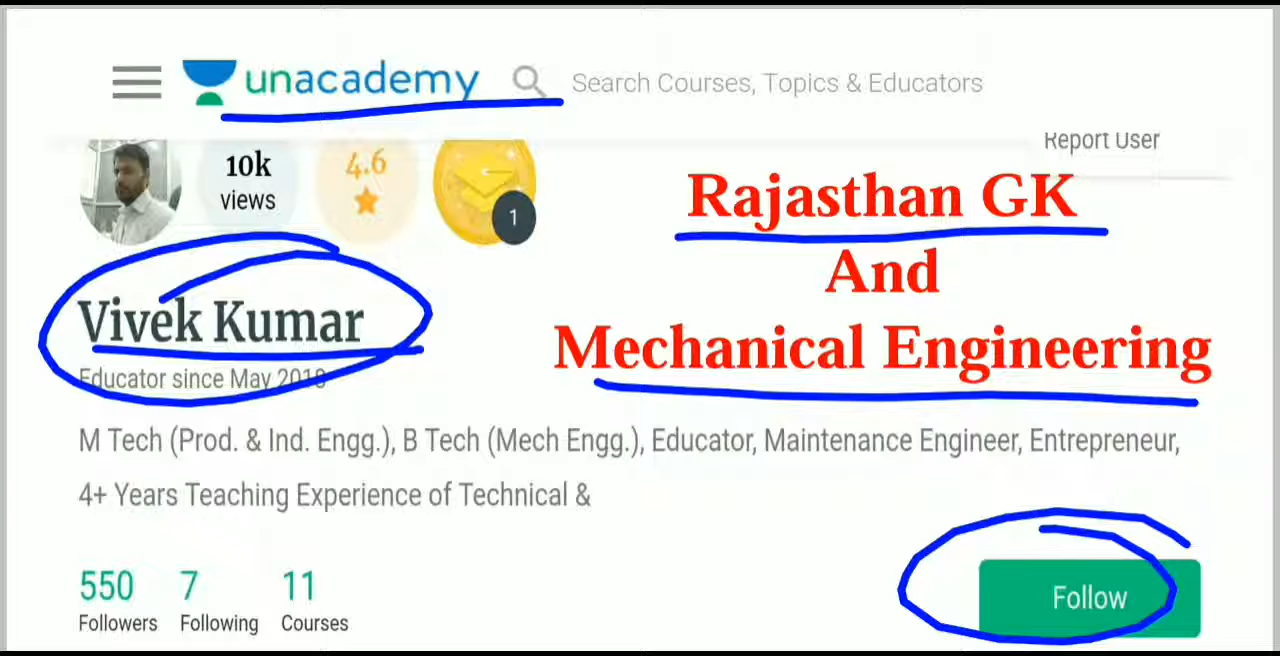 unacademy Search Courses, Topics & Educators
Report User
10k
views
4.6
1
Rajasthan GK
And
Mechanical Engineering
Vivek Kumar
Educator since May 2018
M Tech (Prod. & Ind. Engg.), B Tech (Mech Engg.), Educator, Maintenance Engineer, Entrepreneur,
4+ Years Teaching Experience of Technical &
550 7 11
Followers Following Courses
Follow